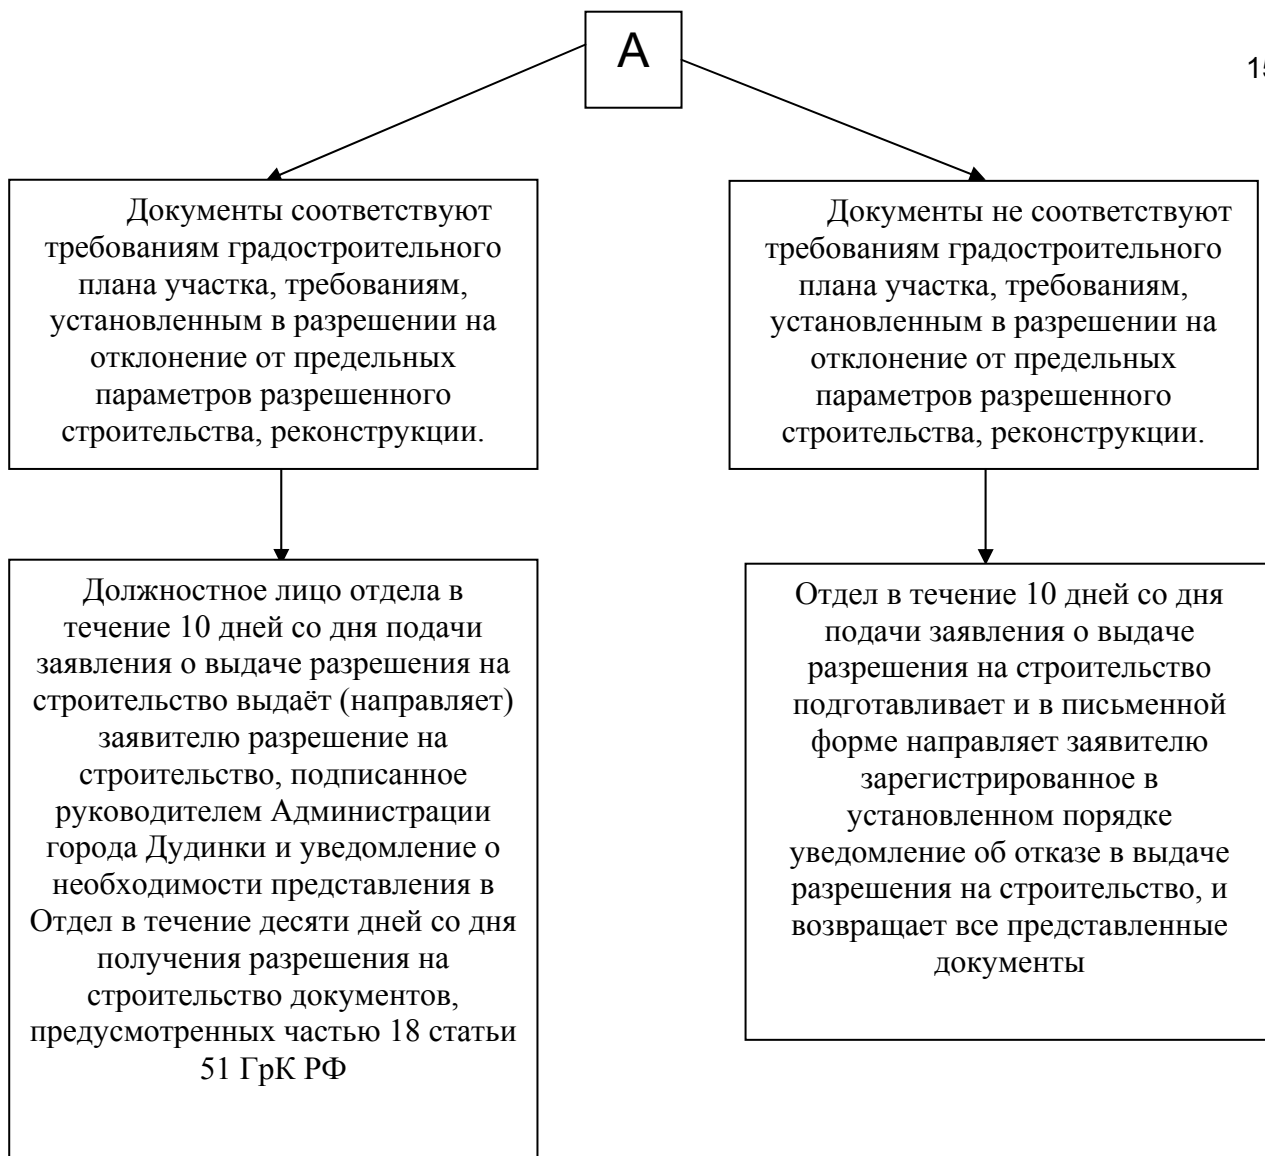 А
15
Документы соответствуют
требованиям градостроительного
плана участка, требованиям,
установленным в разрешении на
отклонение от предельных
параметров разрешенного
строительства, реконструкции.
Документы не соответствуют
требованиям градостроительного
плана участка, требованиям,
установленным в разрешении на
отклонение от предельных
параметров разрешенного
строительства, реконструкции.
Должностное лицо отдела в
течение 10 дней со дня подачи
заявления о выдаче разрешения на
строительство выдаёт (направляет)
заявителю разрешение на
строительство, подписанное
руководителем Администрации
города Дудинки и уведомление о
необходимости представления в
Отдел в течение десяти дней со дня
получения разрешения на
строительство документов,
предусмотренных частью 18 статьи
51 ГрК РФ
Отдел в течение 10 дней со дня
подачи заявления о выдаче
разрешения на строительство
подготавливает и в письменной
форме направляет заявителю
зарегистрированное в
установленном порядке
уведомление об отказе в выдаче
разрешения на строительство, и
возвращает все представленные
документы